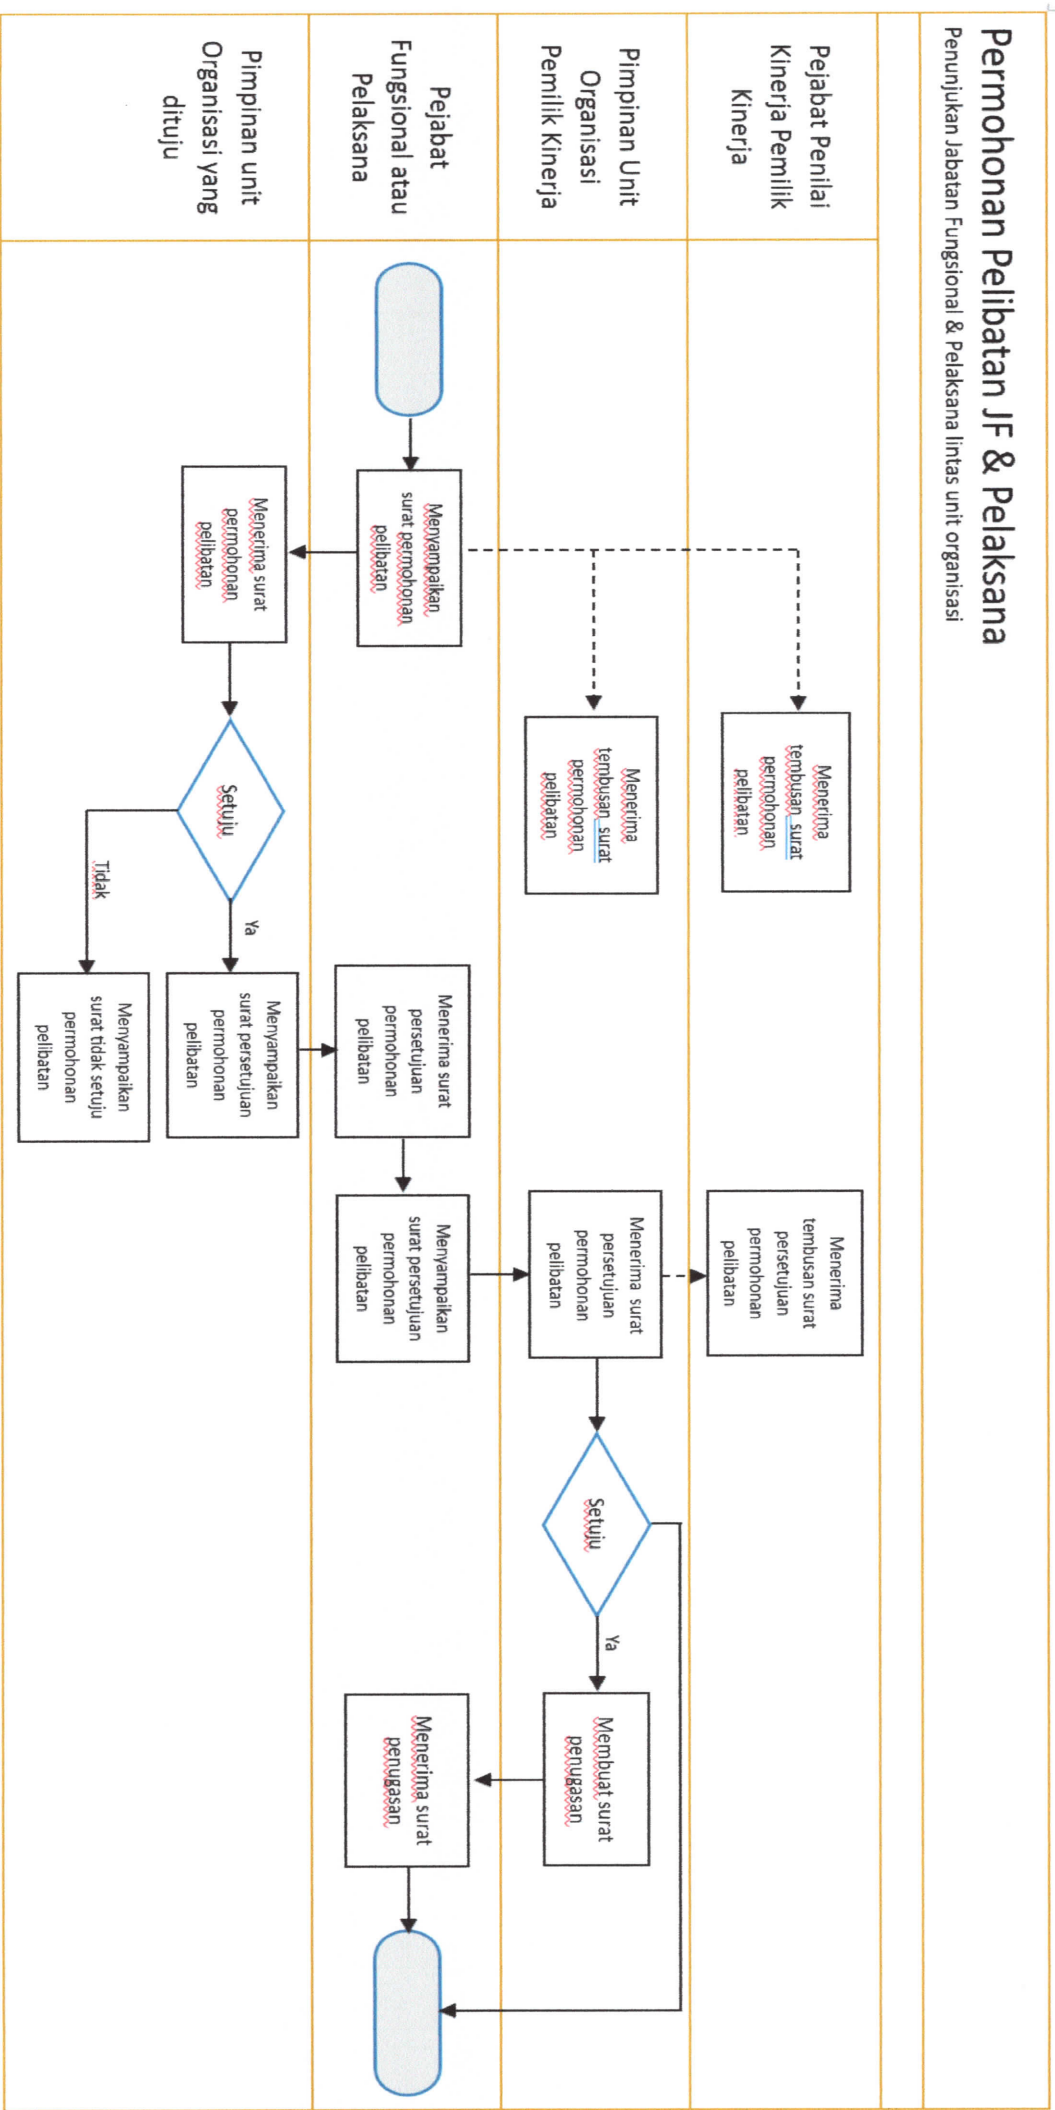 Permohonan Pelibatan JF & Pelaksana
Penunjukan Jabatan Fungsional & Pelaksana lintas unit organisasi
Pejabat Penilai
Kinerja Pemilik
Kinerja
Menerima
tembusan surat
permohonan
pelibatan
Menerima
tembusan surat
persetujuan
permohonan
pelibatan
Pimpinan Unit
Organisasi
Pemilik Kinerja
Menerima
tembusan surat
permohonan
pelibatan
Menerima surat
persetujuan
permohonan
pelibatan
Setuju
Ya
Membuat surat
penugasan
Pejabat
Fungsional atau
Pelaksana
Menyampaikan
surat permohonan
pelibatan
Menerima surat
persetujuan
permohonan
pelibatan
Menyampaikan
surat persetujuan
permohonan
pelibatan
Menerima surat
penugasan
Pimpinan unit
Organisasi yang
dituju
Menerima surat
permohonan
pelibatan
Setuju
Ya
Menyampaikan
surat persetujuan
permohonan
pelibatan
Tidak
Menyampaikan
surat tidak setuju
permohonan
pelibatan